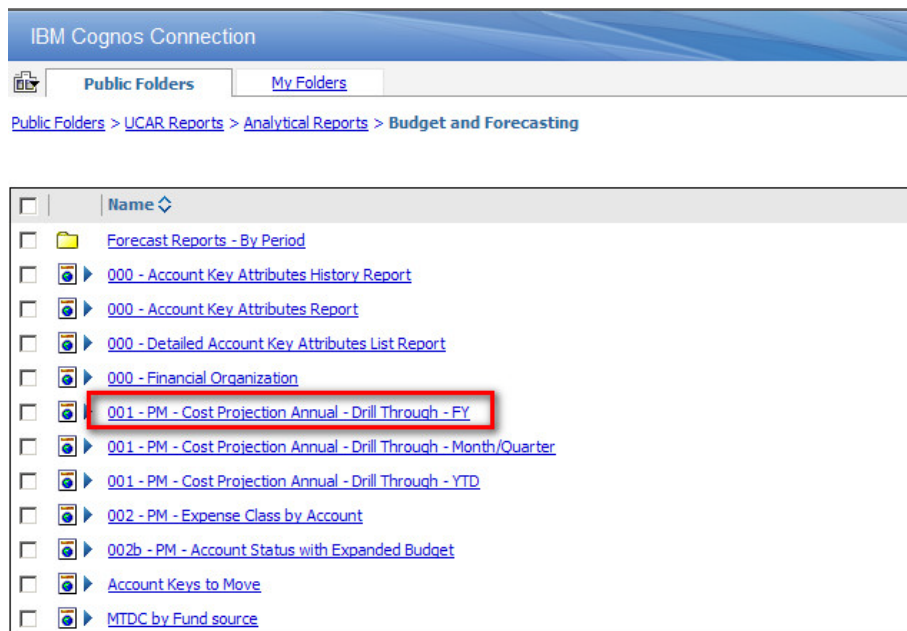 IBM Cognos Connection
Public Folders My Folders
Public Folders > UCAR Reports > Analytical Reports > Budget and Forecasting
Name
Forecast Reports - By Period
000 - Account Key Attributes History Report
000 - Account Key Attributes Report
000 - Detailed Account Key Attributes List Report
000 - Financial Organization
001 - PM - Cost Projection Annual - Drill Through - FY
001 - PM - Cost Projection Annual - Drill Through - Month/Quarter
001 - PM - Cost Projection Annual - Drill Through - YTD
002 - PM - Expense Class by Account
002b - PM - Account Status with Expanded Budget
Account Keys to Move
MTDC by Fund source